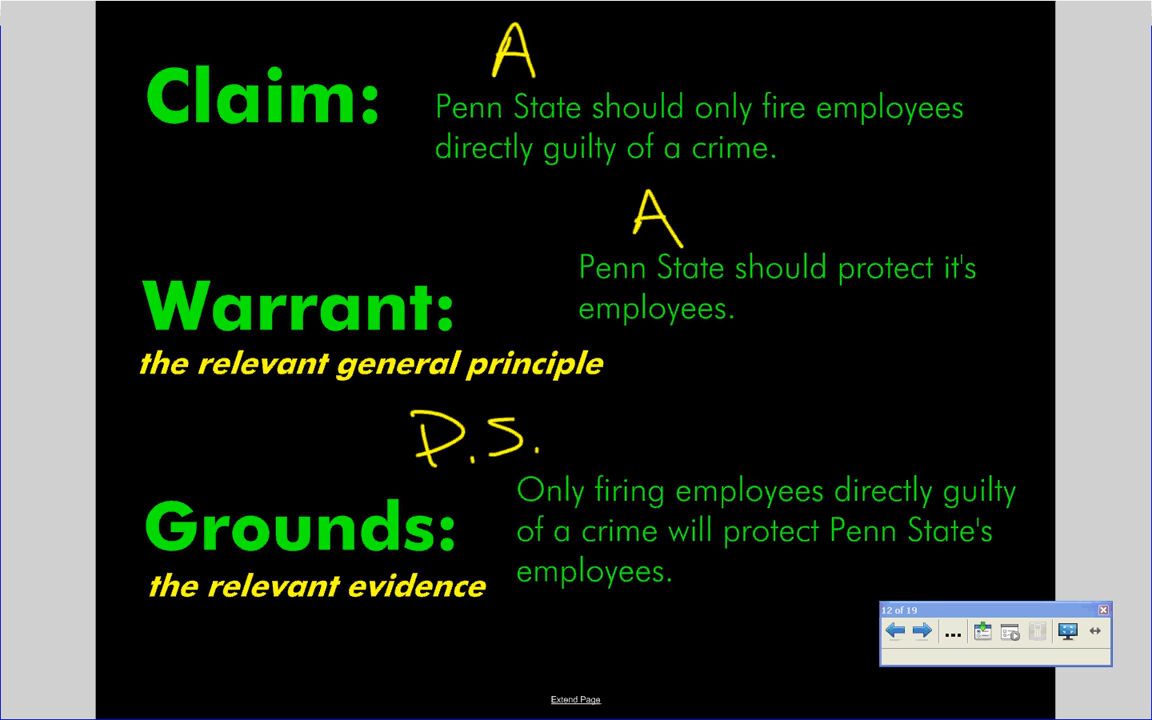 A
Claim:
Penn State should only fire employees
directly guilty of a crime.
A
Penn State should protect it's
employees.
Warrant:
the relevant general principle
P.S.
Only firing employees directly guilty
of a crime will protect Penn State's
employees.
Grounds:
the relevant evidence
12 of 19
...
Extend Page